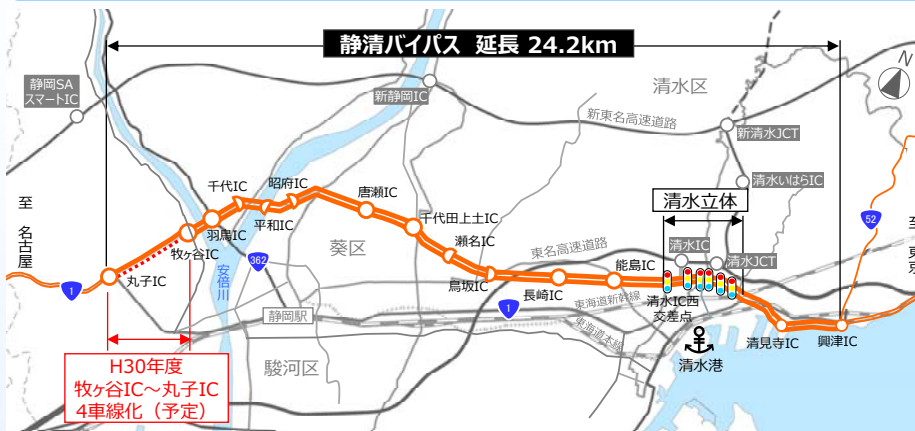 静清バイパス 延長 24.2km
静岡SA
スマートIC
新静岡IC
清水区
N
新東名高速道路
新清水JCT
清水いはらIC
清水立体
52
至 名古屋
至 東京
千代IC
昭府IC
唐瀬IC
千代田上土IC
平和IC
羽鳥IC
牧ヶ谷IC
丸子IC
葵区
瀬名IC
鳥坂IC
東名高速道路
長崎IC
能島IC
清水IC
清水JCT
清水IC西
交差点
清見寺IC
興津IC
安倍川
362
1
1
静岡駅
東海道新幹線
東海道本線
駿河区
清水港
H30年度
牧ヶ谷IC～丸子IC
4車線化（予定）